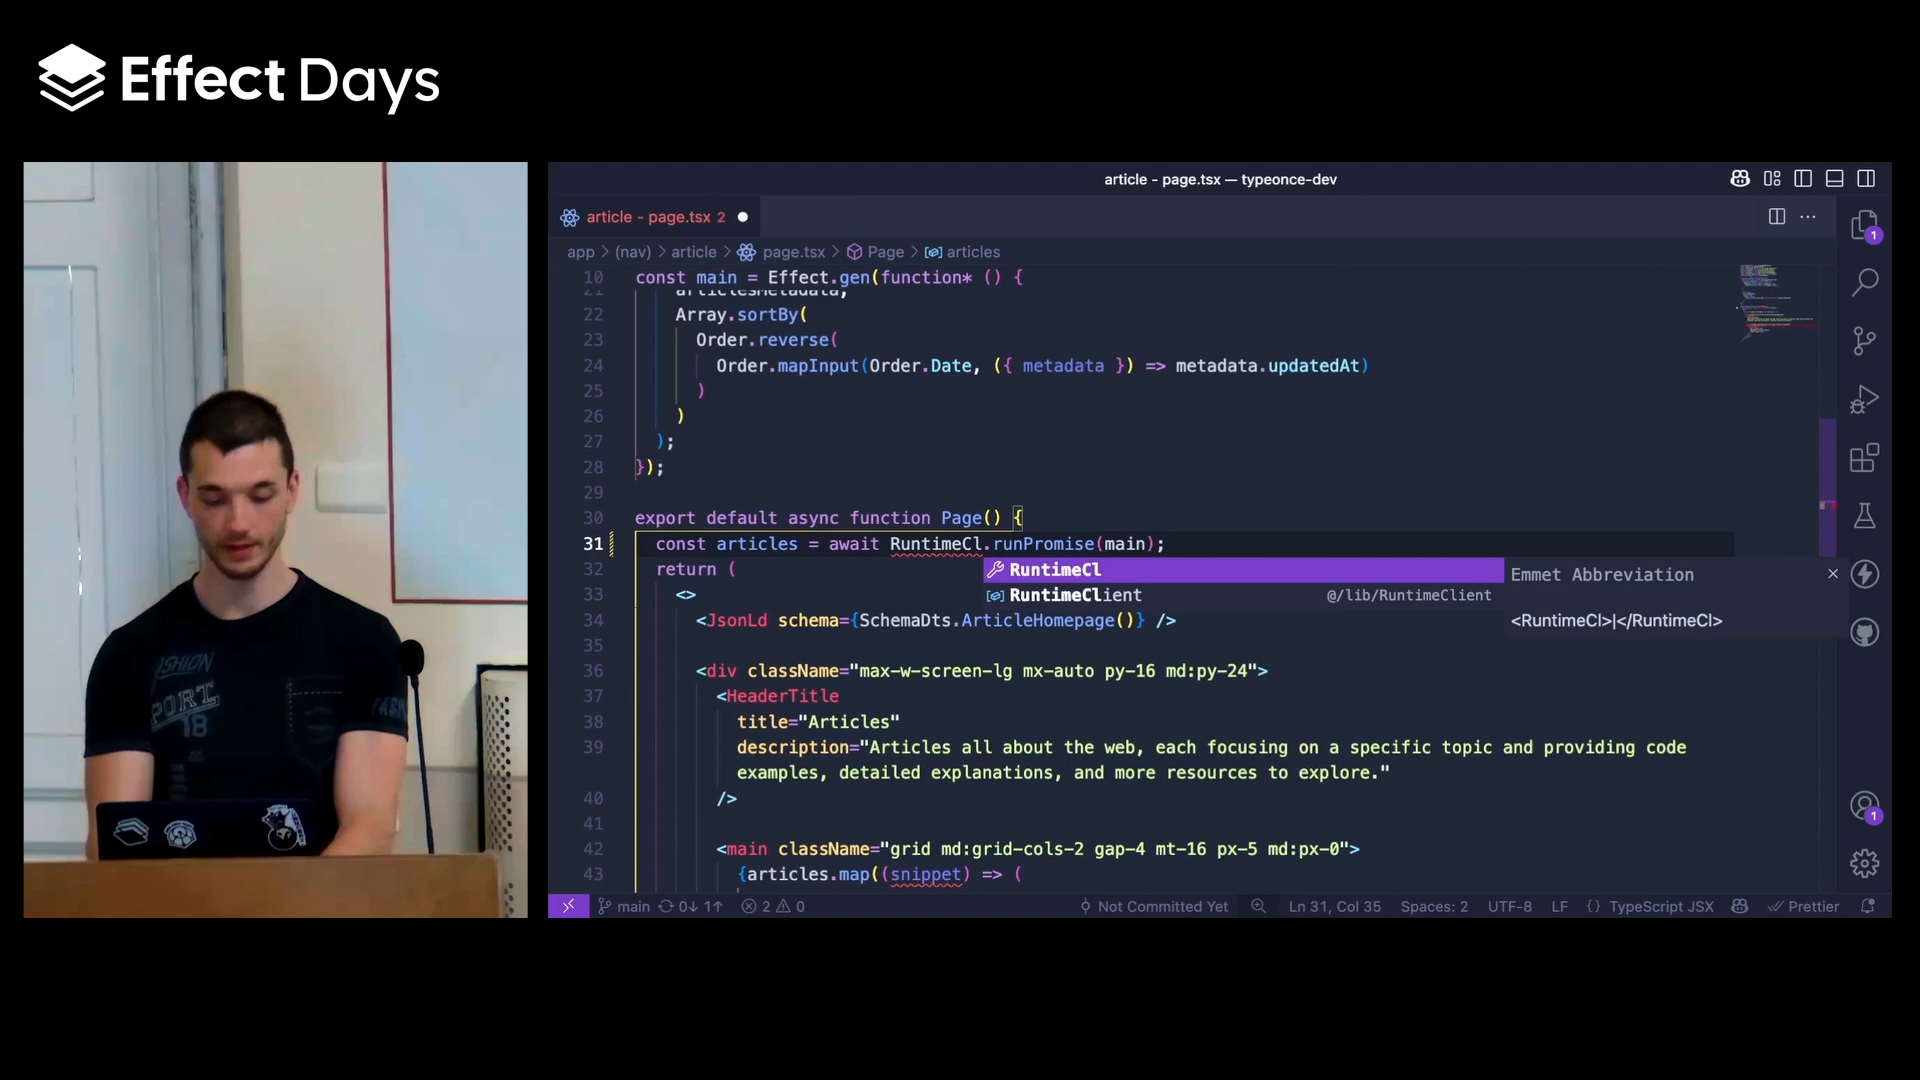 Effect Days
article - page.tsx — typeonce-dev
article - page.tsx 2
app > (nav) > article > page.tsx > Page > articles
10 const main = Effect.gen(function* () {
21 articlesMetadata,
22 Array.sortBy(
23 Order.reverse(
24 Order.mapInput(Order.Date, ({ metadata }) => metadata.updatedAt)
25 )
26 )
27 );
28 });
29
30 export default async function Page() {
31 const articles = await RuntimeCl.runPromise(main);
32 return (
RuntimeCl
Emmet Abbreviation
33 <>
RuntimeClient @/lib/RuntimeClient
34 <JsonLd schema={SchemaDts.ArticleHomepage()} />
<RuntimeCl>|</RuntimeCl>
35
36 <div className="max-w-screen-lg mx-auto py-16 md:py-24">
37 <HeaderTitle
38 title="Articles"
39 description="Articles all about the web, each focusing on a specific topic and providing code
examples, detailed explanations, and more resources to explore."
40 />
41
42 <main className="grid md:grid-cols-2 gap-4 mt-16 px-5 md:px-0">
43 {articles.map((snippet) => (
main 0↓ 1↑ 2 0 Not Committed Yet Ln 31, Col 35 Spaces: 2 UTF-8 LF {} TypeScript JSX Prettier
1
1
PORT
18